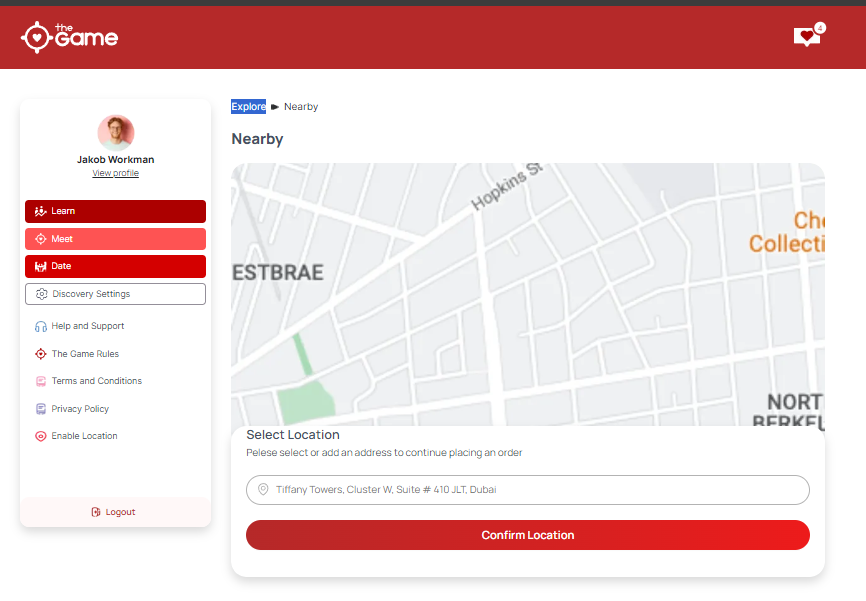 the
Game
4
Jakob Workman
View profile
Learn
Meet
Date
Discovery Settings
Help and Support
The Game Rules
Terms and Conditions
Privacy Policy
Enable Location
Logout
Explore ► Nearby
Nearby
Hopkins St
ESTBRAE
Che
Collecti
NORT
BERKEL
Select Location
Pelese select or add an address to continue placing an order
Tiffany Towers, Cluster W, Suite # 410 JLT, Dubai
Confirm Location